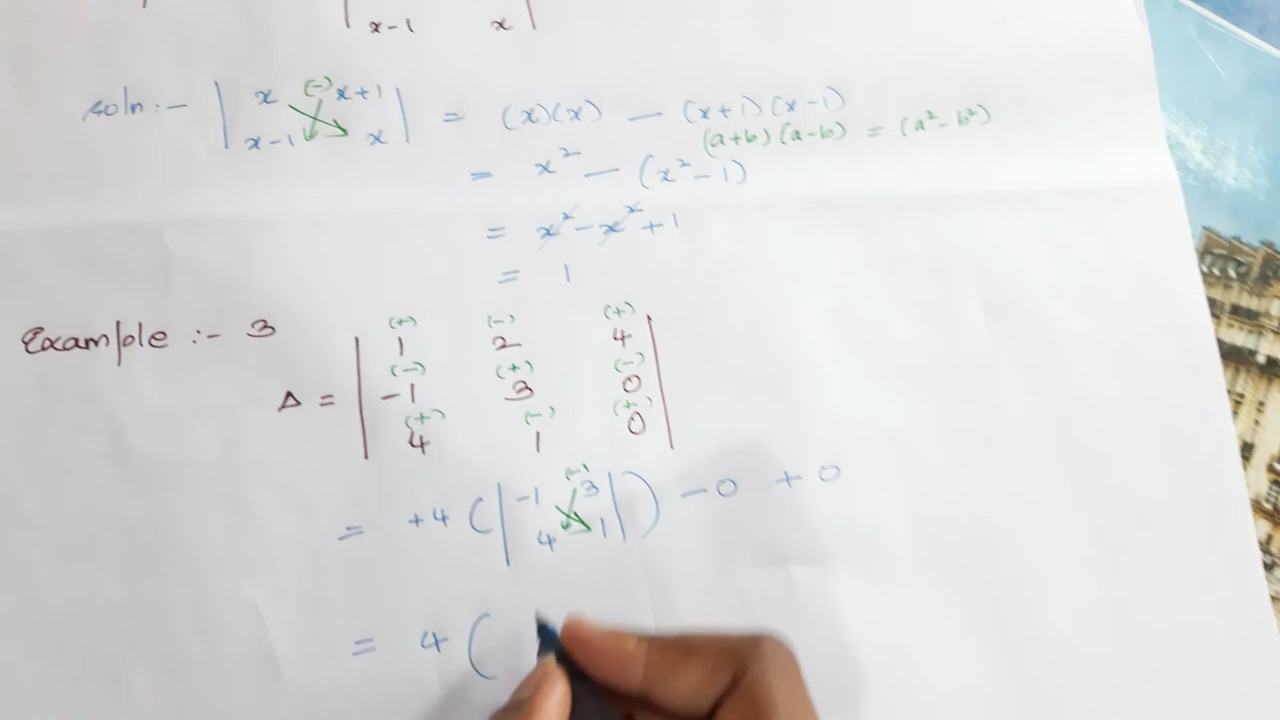 x-1 x
soln :- | x (-) x+1 | = (x)(x) — (x+1)(x-1)
| x-1 x | (a+b)(a-b) = (a²-b²)
= x² — (x²-1)
= x²-x²+1
= 1
Example :- 3
(+) (-) (+)
1 2 4
(-) (+) (-)
Δ = | -1 3 0 |
(+) (-) (+)
4 1 0
(-)
= +4 ( | -1 3 | ) -0 +0
4 1
= 4 (